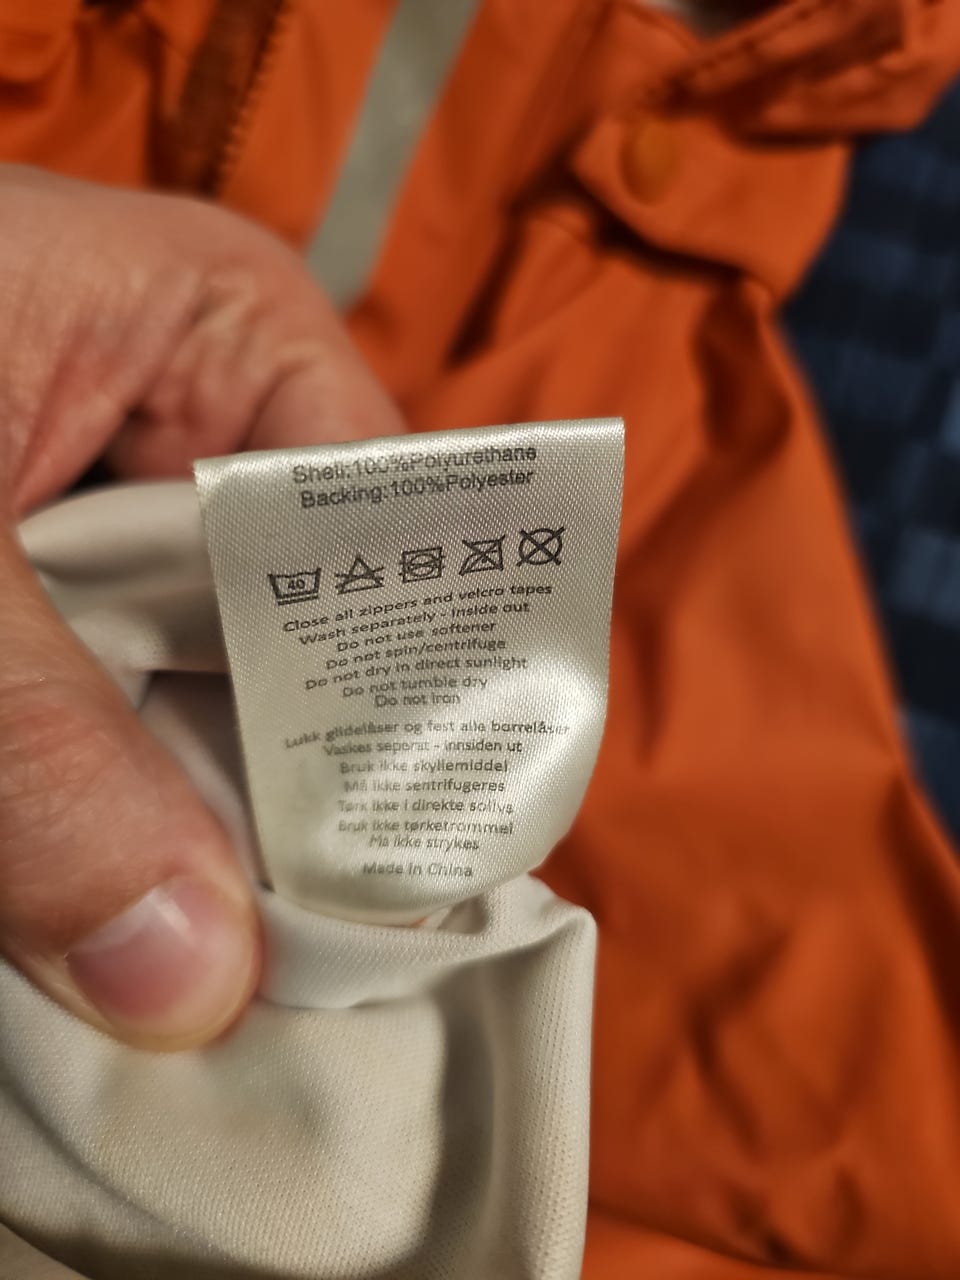 Shell:100%Polyurethane
Backing:100%Polyester
40
Close all zippers and velcro tapes
Wash separately - Inside out
Do not use softener
Do not spin/centrifuge
Do not dry in direct sunlight
Do not tumble dry
Do not Iron
Lukk glidelåser og fest alle borrelåser
Vaskes seperat - innsiden ut
Bruk ikke skyllemiddel
Må ikke sentrifugeres
Tørk ikke i direkte sollys
Bruk ikke tørketrommel
Må ikke strykes
Made in China